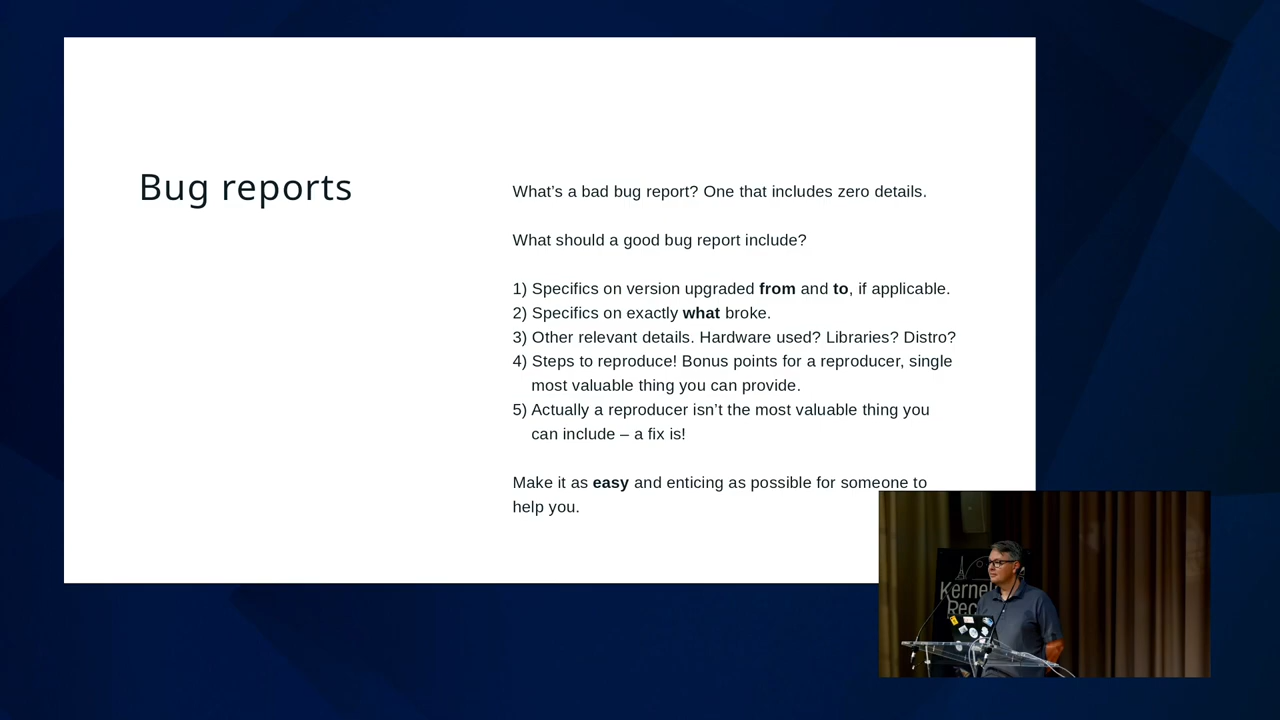 Bug reports
What's a bad bug report? One that includes zero details.
What should a good bug report include?
1) Specifics on version upgraded from and to, if applicable.
2) Specifics on exactly what broke.
3) Other relevant details. Hardware used? Libraries? Distro?
4) Steps to reproduce! Bonus points for a reproducer, single
most valuable thing you can provide.
5) Actually a reproducer isn't the most valuable thing you
can include – a fix is!
Make it as easy and enticing as possible for someone to
help you.
Kernel
Rec